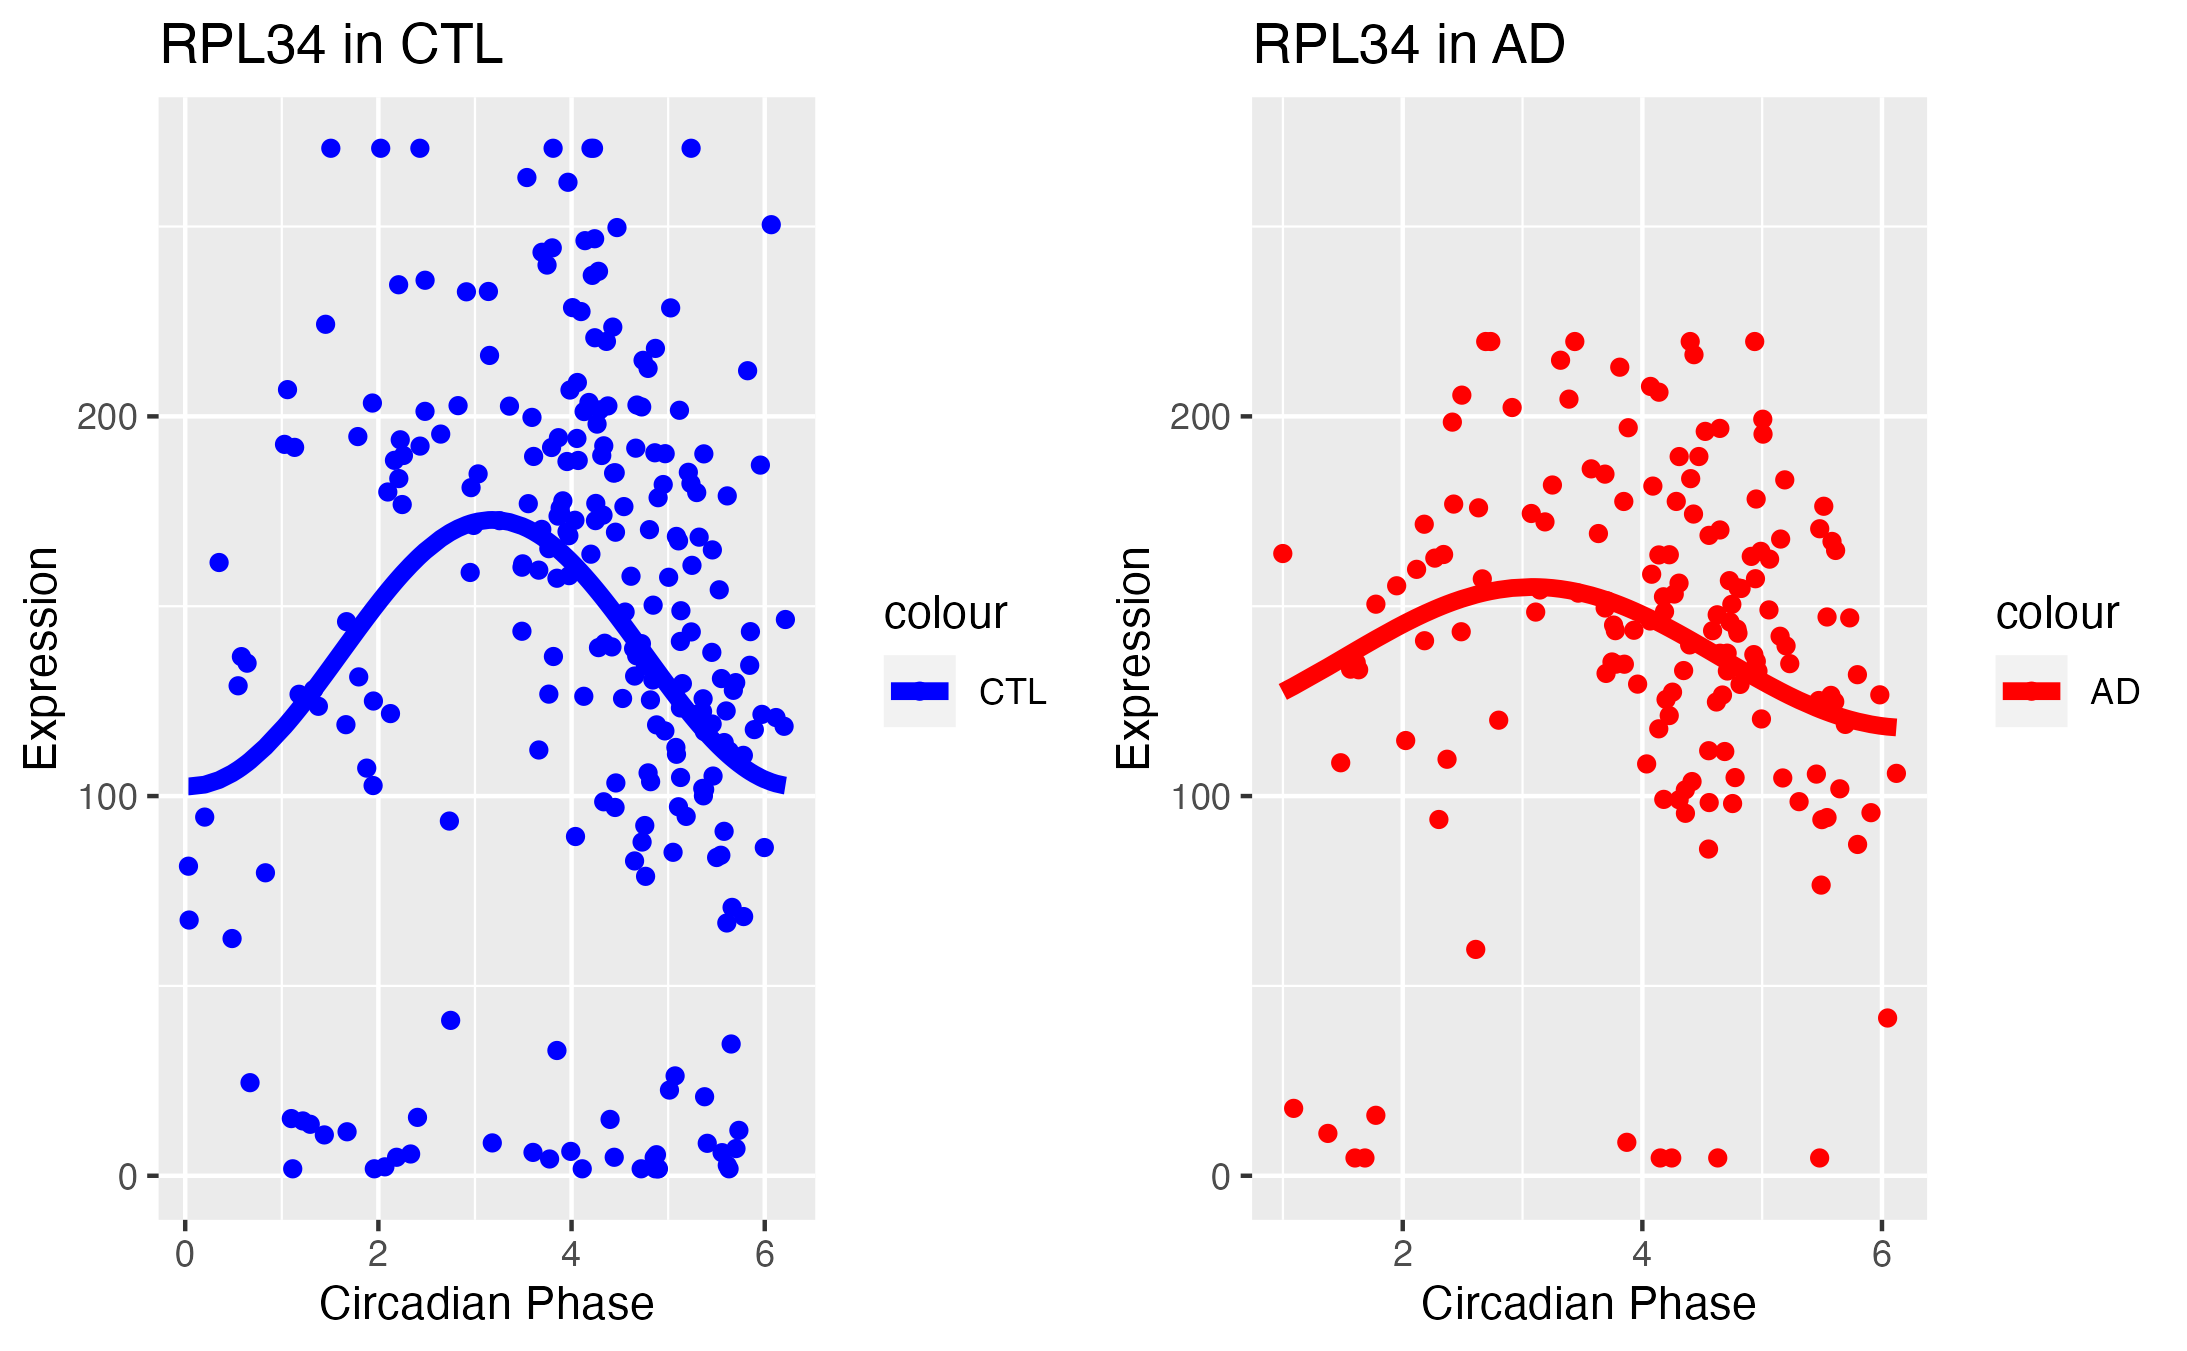 RPL34 in CTL
Expression
200
100
0
0 2 4 6
Circadian Phase
colour
CTL
RPL34 in AD
Expression
200
100
0
2 4 6
Circadian Phase
colour
AD